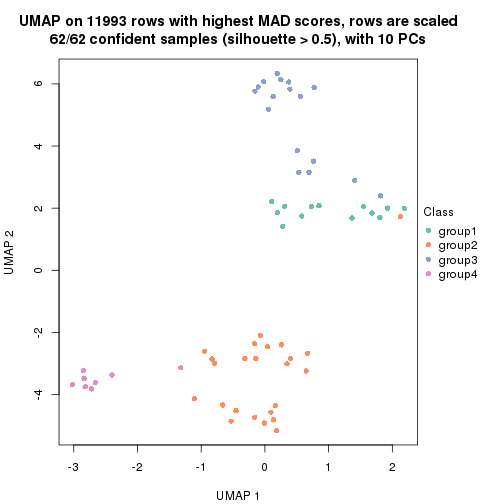 UMAP on 11993 rows with highest MAD scores, rows are scaled
62/62 confident samples (silhouette > 0.5), with 10 PCs
6
4
2
0
-2
-4
UMAP 2
-3
-2
-1
0
1
2
UMAP 1
Class
group1
group2
group3
group4